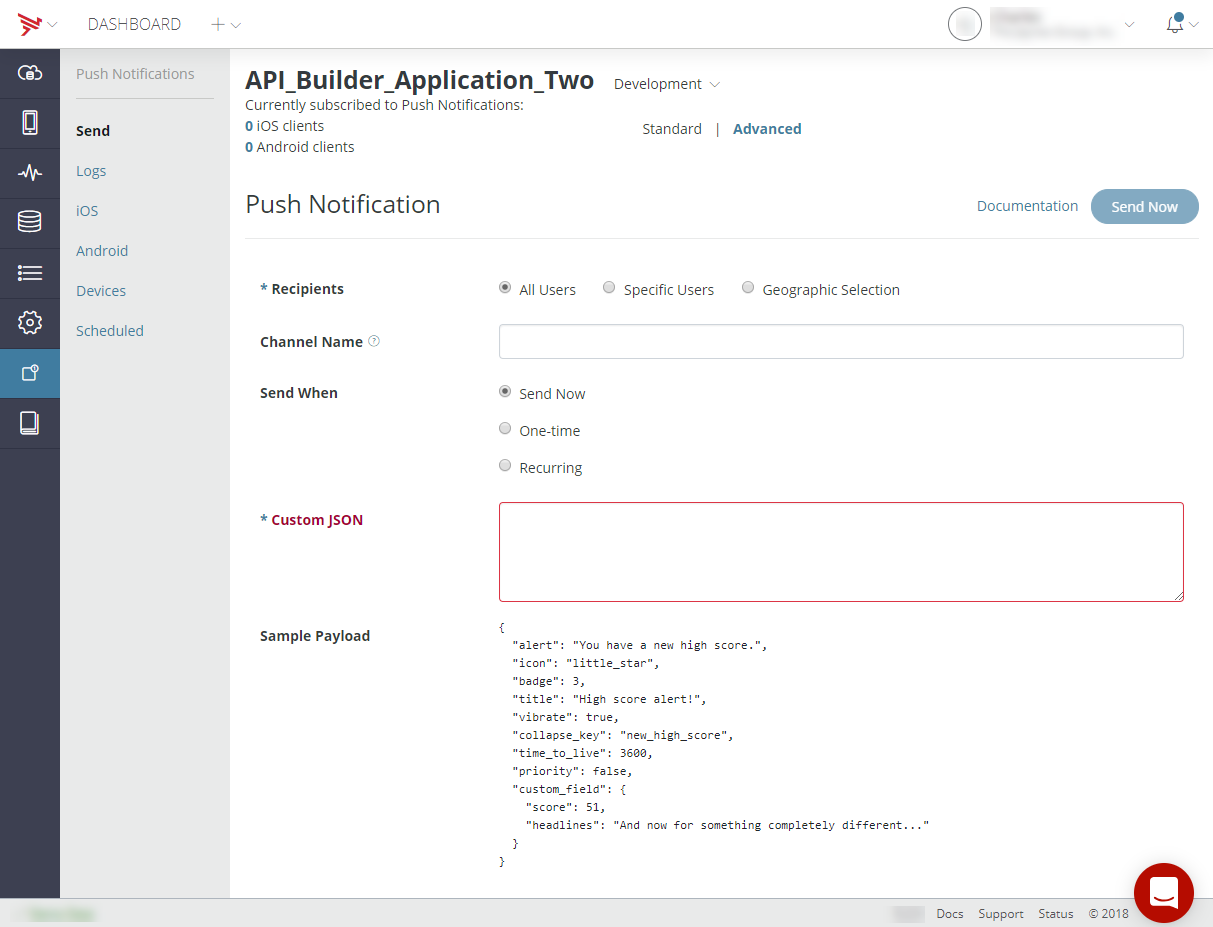 DASHBOARD
Push Notifications
Send
Logs
iOS
Android
Devices
Scheduled
API_Builder_Application_Two
Development
Currently subscribed to Push Notifications:
0 iOS clients
0 Android clients
Standard | Advanced
Push Notification
Documentation
Send Now
* Recipients
All Users
Specific Users
Geographic Selection
Channel Name ?
Send When
Send Now
One-time
Recurring
* Custom JSON
Sample Payload
{
"alert": "You have a new high score.",
"icon": "little_star",
"badge": 3,
"title": "High score alert!",
"vibrate": true,
"collapse_key": "new_high_score",
"time_to_live": 3600,
"priority": false,
"custom_field": {
"score": 51,
"headlines": "And now for something completely different..."
}
}
Docs
Support
Status
© 2018